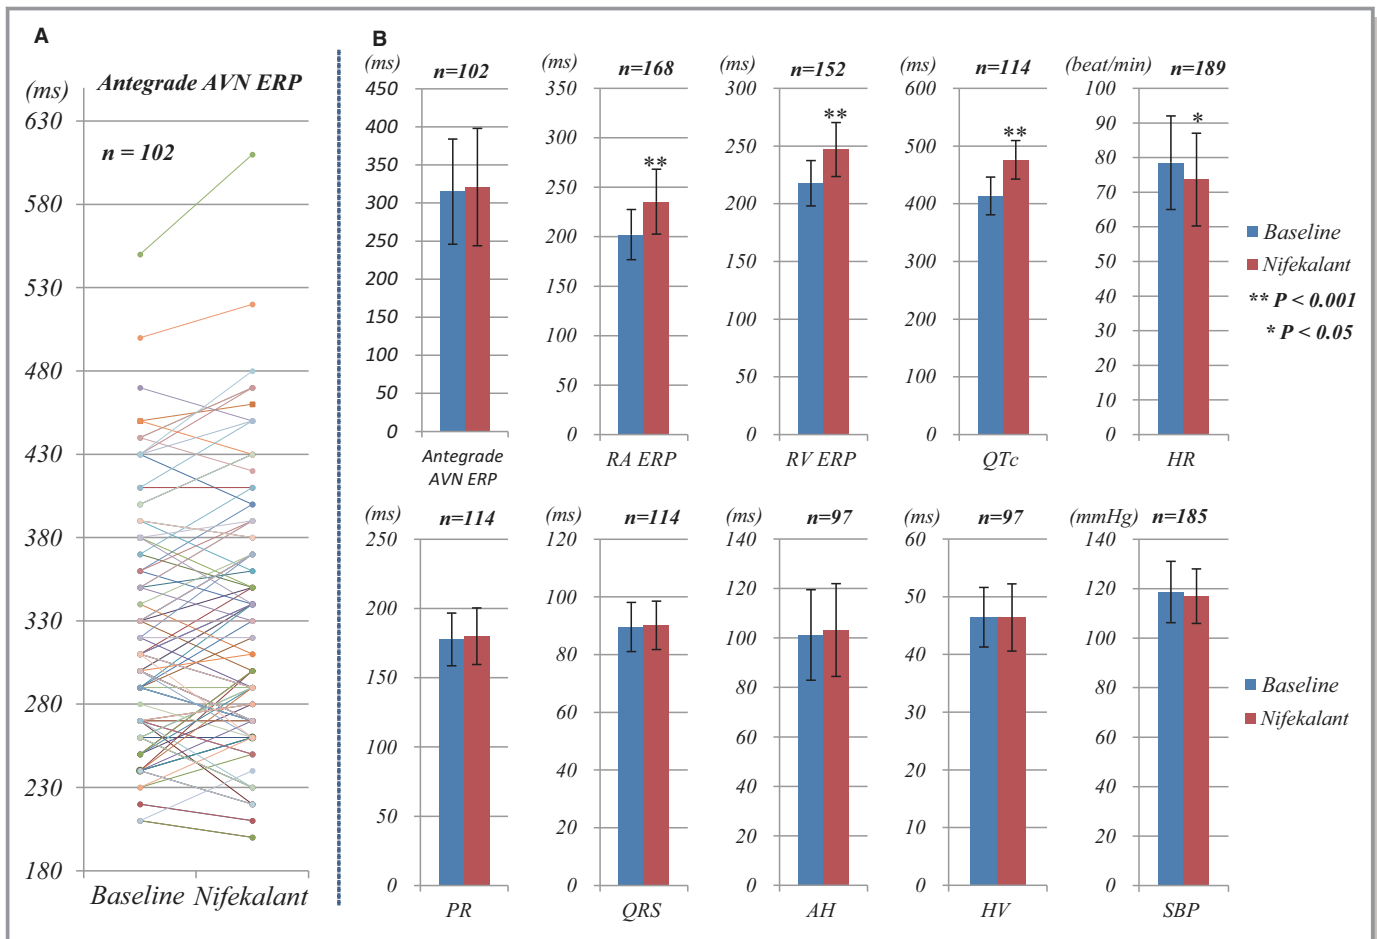 A
(ms)
Antegrade AVN ERP
n = 102
630
580
530
480
430
380
330
280
230
180
Baseline Nifekalant
B
(ms)
n=102
450
400
350
300
250
200
150
100
50
0
Antegrade
AVN ERP
(ms)
n=168
350
300
250
200
150
100
50
0
**
RA ERP
(ms)
n=152
300
250
200
150
100
50
0
**
RV ERP
(ms)
n=114
600
500
400
300
200
100
0
**
QTc
(beat/min)
n=189
100
90
80
70
60
50
40
30
20
10
0
*
HR
Baseline
Nifekalant
** P < 0.001
* P < 0.05
(ms)
n=114
250
200
150
100
50
0
PR
(ms)
n=114
120
100
80
60
40
20
0
QRS
(ms)
n=97
140
120
100
80
60
40
20
0
AH
(ms)
n=97
60
50
40
30
20
10
0
HV
(mmHg)
n=185
140
120
100
80
60
40
20
0
SBP
Baseline
Nifekalant